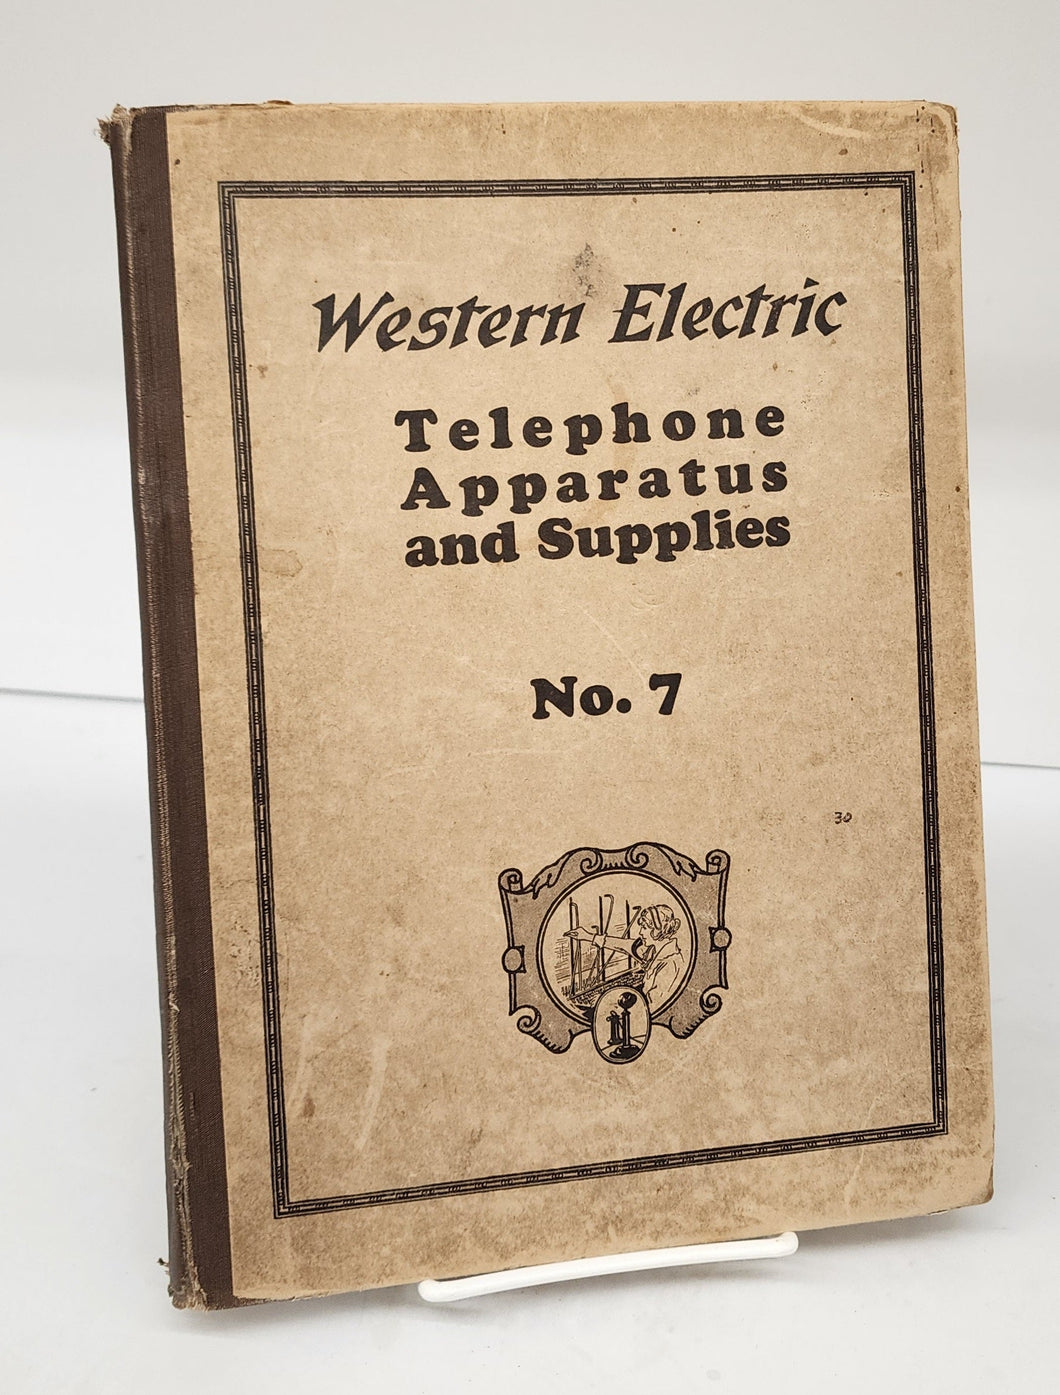 Western Electric
Telephone
Apparatus
and Supplies
No. 7
30